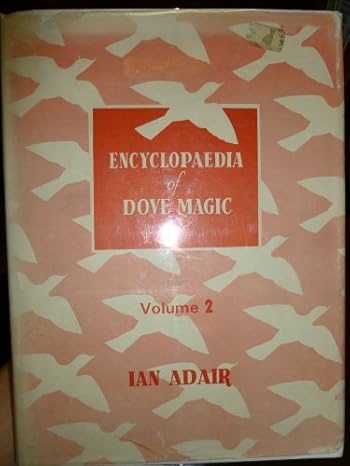 ENCYCLOPAEDIA
of
DOVE MAGIC
Volume 2
IAN ADAIR